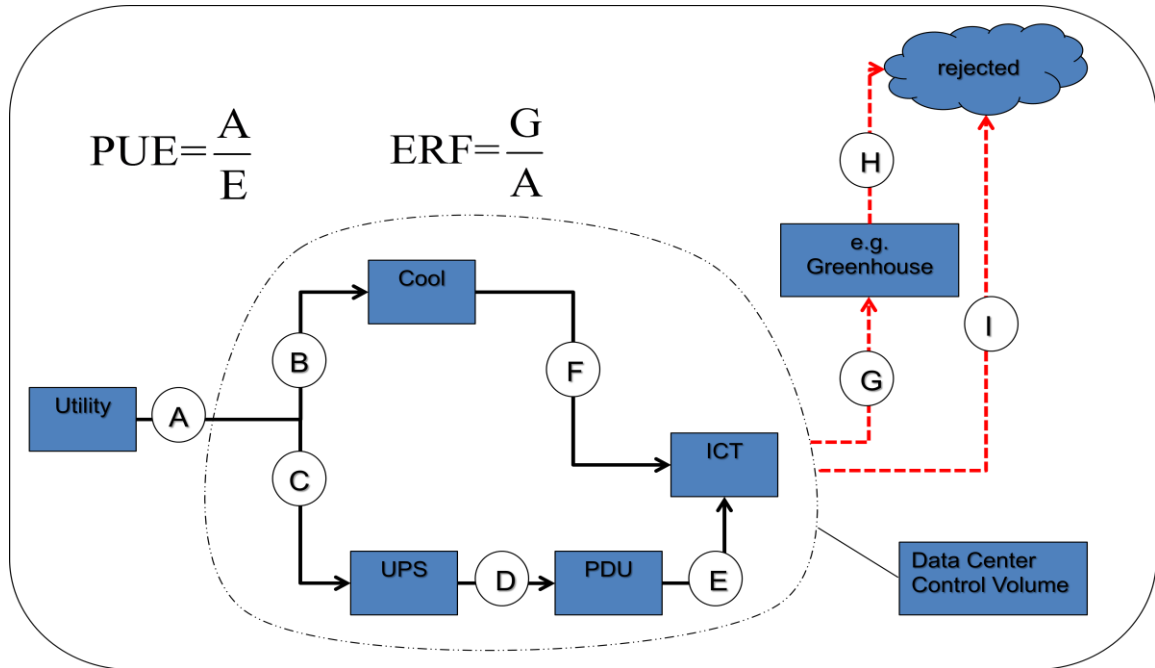 rejected
PUE= A/E
ERF= G/A
H
e.g.
Greenhouse
Cool
B
F
I
G
Utility
A
ICT
C
UPS
D
PDU
E
Data Center
Control Volume